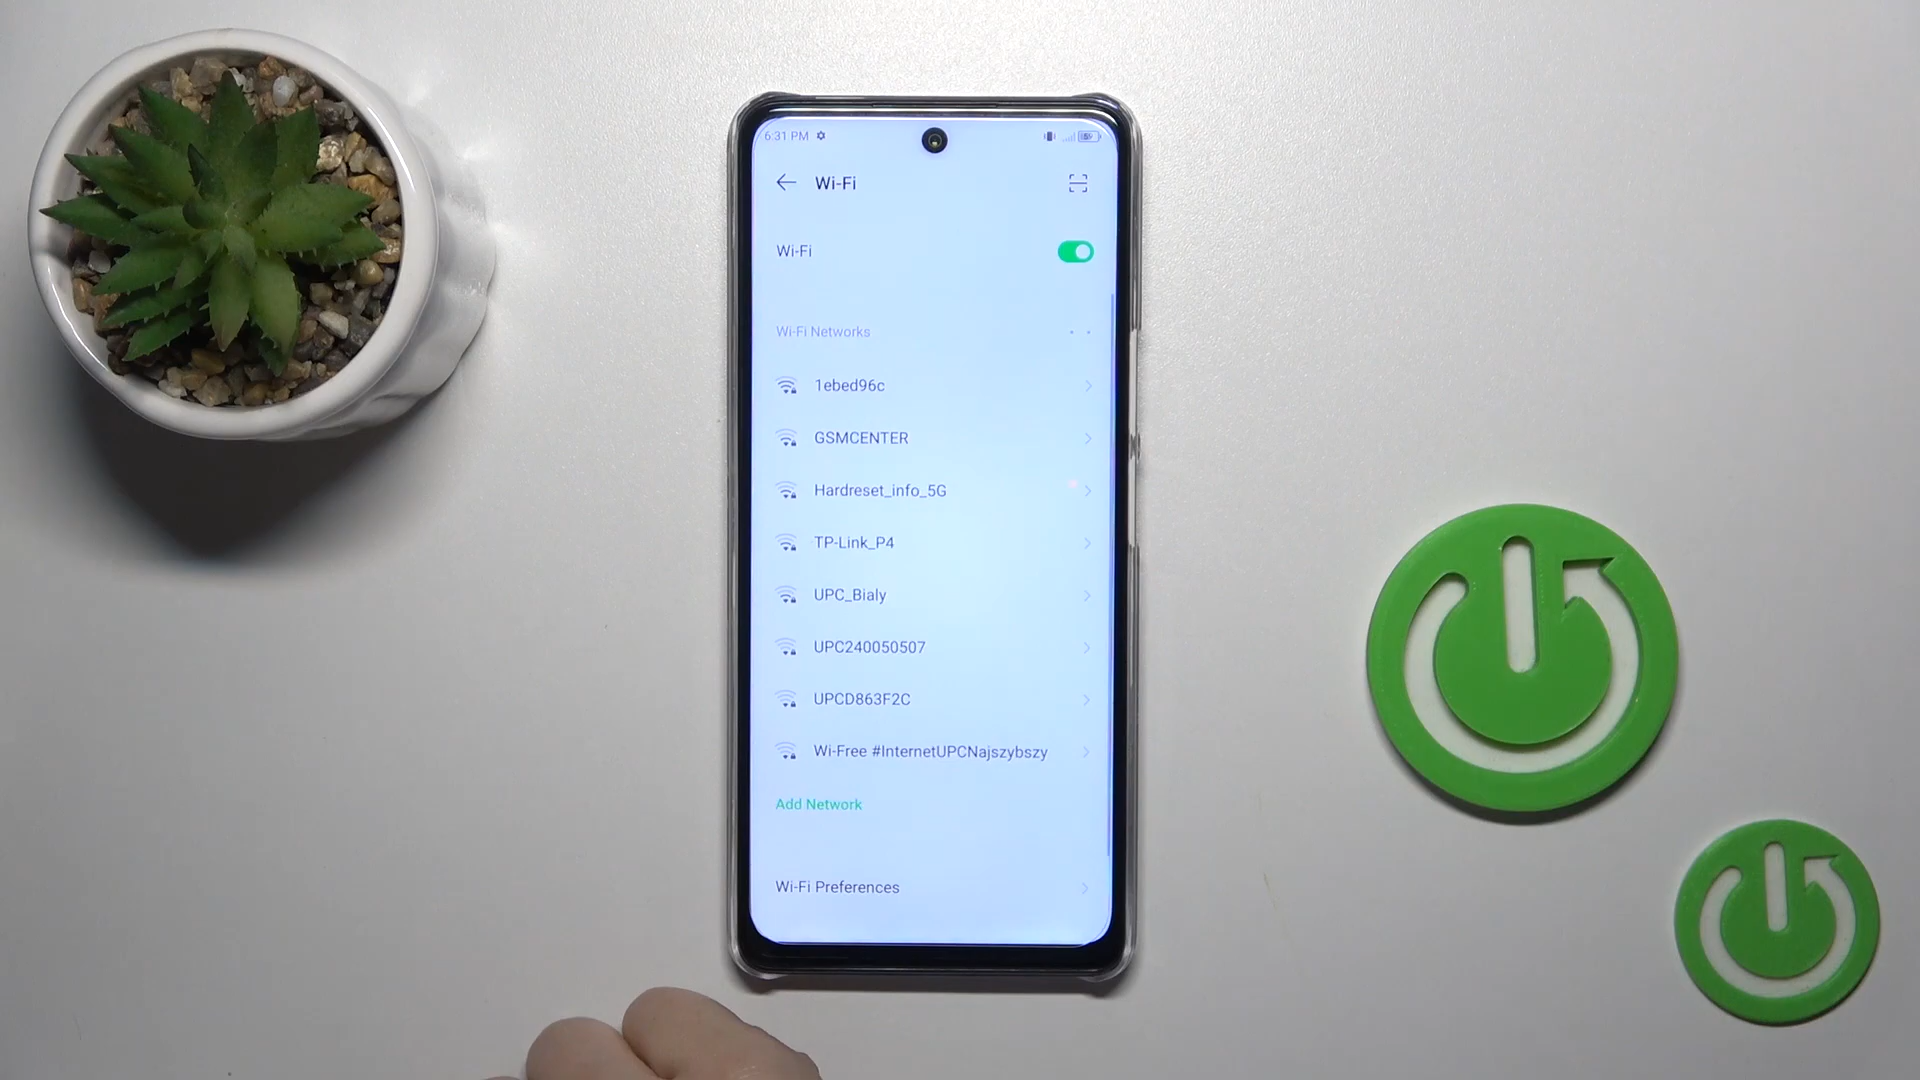 6:31 PM
Wi-Fi
Wi-Fi
Wi-Fi Networks
1ebed96c
GSMCENTER
Hardreset_info_5G
TP-Link_P4
UPC_Bialy
UPC240050507
UPCD863F2C
Wi-Free #InternetUPCNajszybszy
Add Network
Wi-Fi Preferences